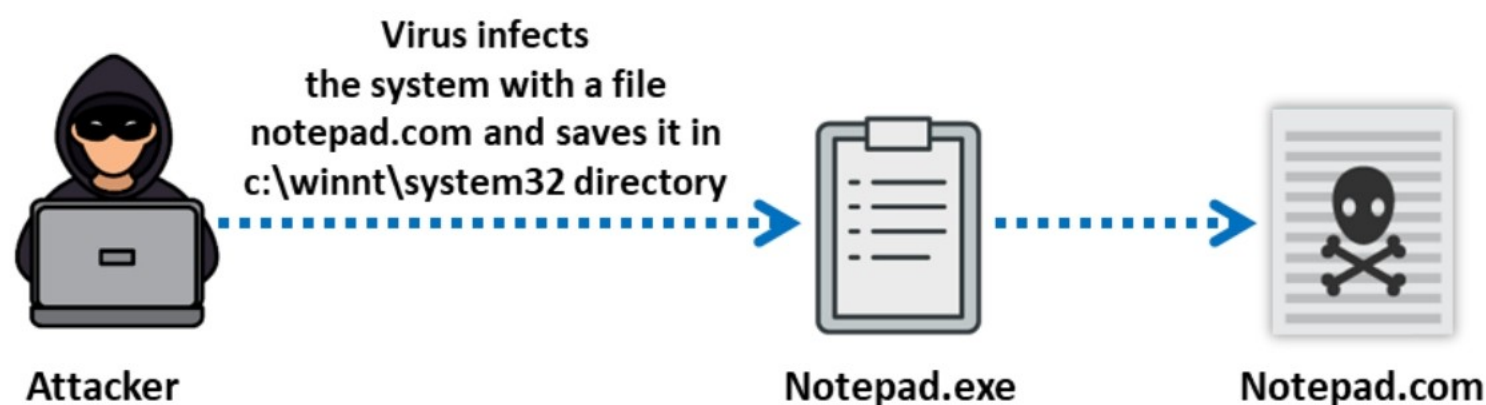 Virus infects
the system with a file
notepad.com and saves it in
c:\winnt\system32 directory
Attacker
Notepad.exe
Notepad.com